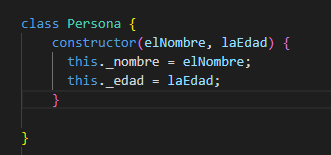 class Persona {
    constructor(elNombre, laEdad) {
      this._nombre = elNombre;
      this._edad = laEdad;
    }
}